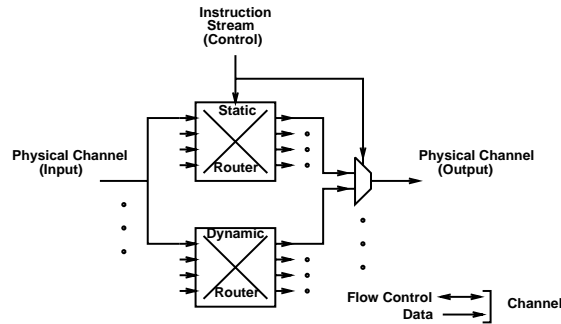 Instruction
Stream
(Control)
Static
Router
Physical Channel
(Input)
Physical Channel
(Output)
Dynamic
Router
Flow Control
Data
Channel